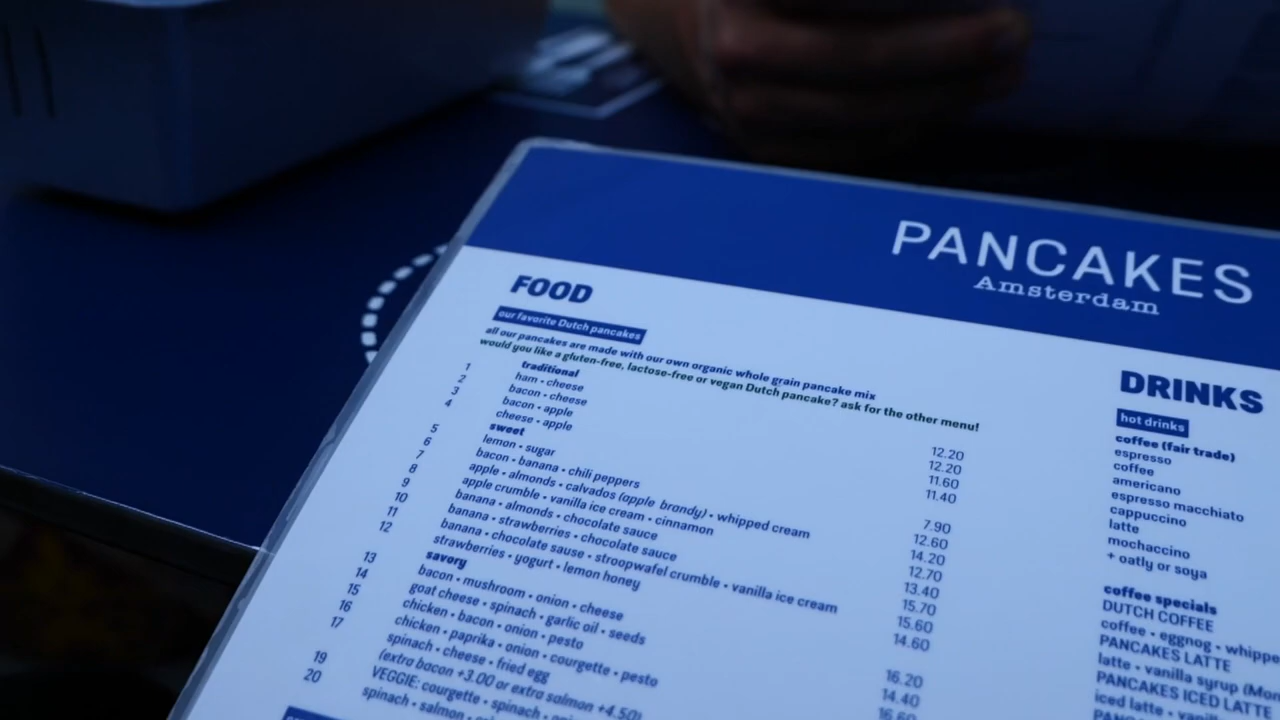 PANCAKES
Amsterdam
FOOD
our favorite Dutch pancakes
all our pancakes are made with our own organic whole grain pancake mix
would you like a gluten-free, lactose-free or vegan Dutch pancake? ask for the other menu!
traditional
1 ham • cheese 12.20
2 bacon • cheese 12.20
3 bacon • apple 11.60
4 cheese • apple 11.40
sweet
5 lemon • sugar 7.90
6 bacon • banana • chili peppers 12.60
7 apple • almonds • calvados (apple brandy) • whipped cream 14.20
8 apple crumble • vanilla ice cream • cinnamon 12.70
9 banana • almonds • chocolate sauce 13.40
10 banana • strawberries • chocolate sauce 15.70
11 banana • chocolate sause • stroopwafel crumble • vanilla ice cream 15.60
12 strawberries • yogurt • lemon honey 14.60
savory
13 bacon • mushroom • onion • cheese 16.20
14 goat cheese • spinach • garlic oil • seeds 14.40
15 chicken • bacon • onion • pesto 16.60
16 chicken • paprika • onion • courgette • pesto
17 spinach • cheese • fried egg
(extra bacon +3.00 or extra salmon +4.50)
19 VEGGIE: courgette • spinach
20 spinach • salmon
DRINKS
hot drinks
coffee (fair trade)
espresso
coffee
americano
espresso macchiato
cappuccino
latte
mochaccino
+ oatly or soya
coffee specials
DUTCH COFFEE
coffee • eggnog • whippe
PANCAKES LATTE
latte • vanilla syrup (Mon
PANCAKES ICED LATTE
iced latte